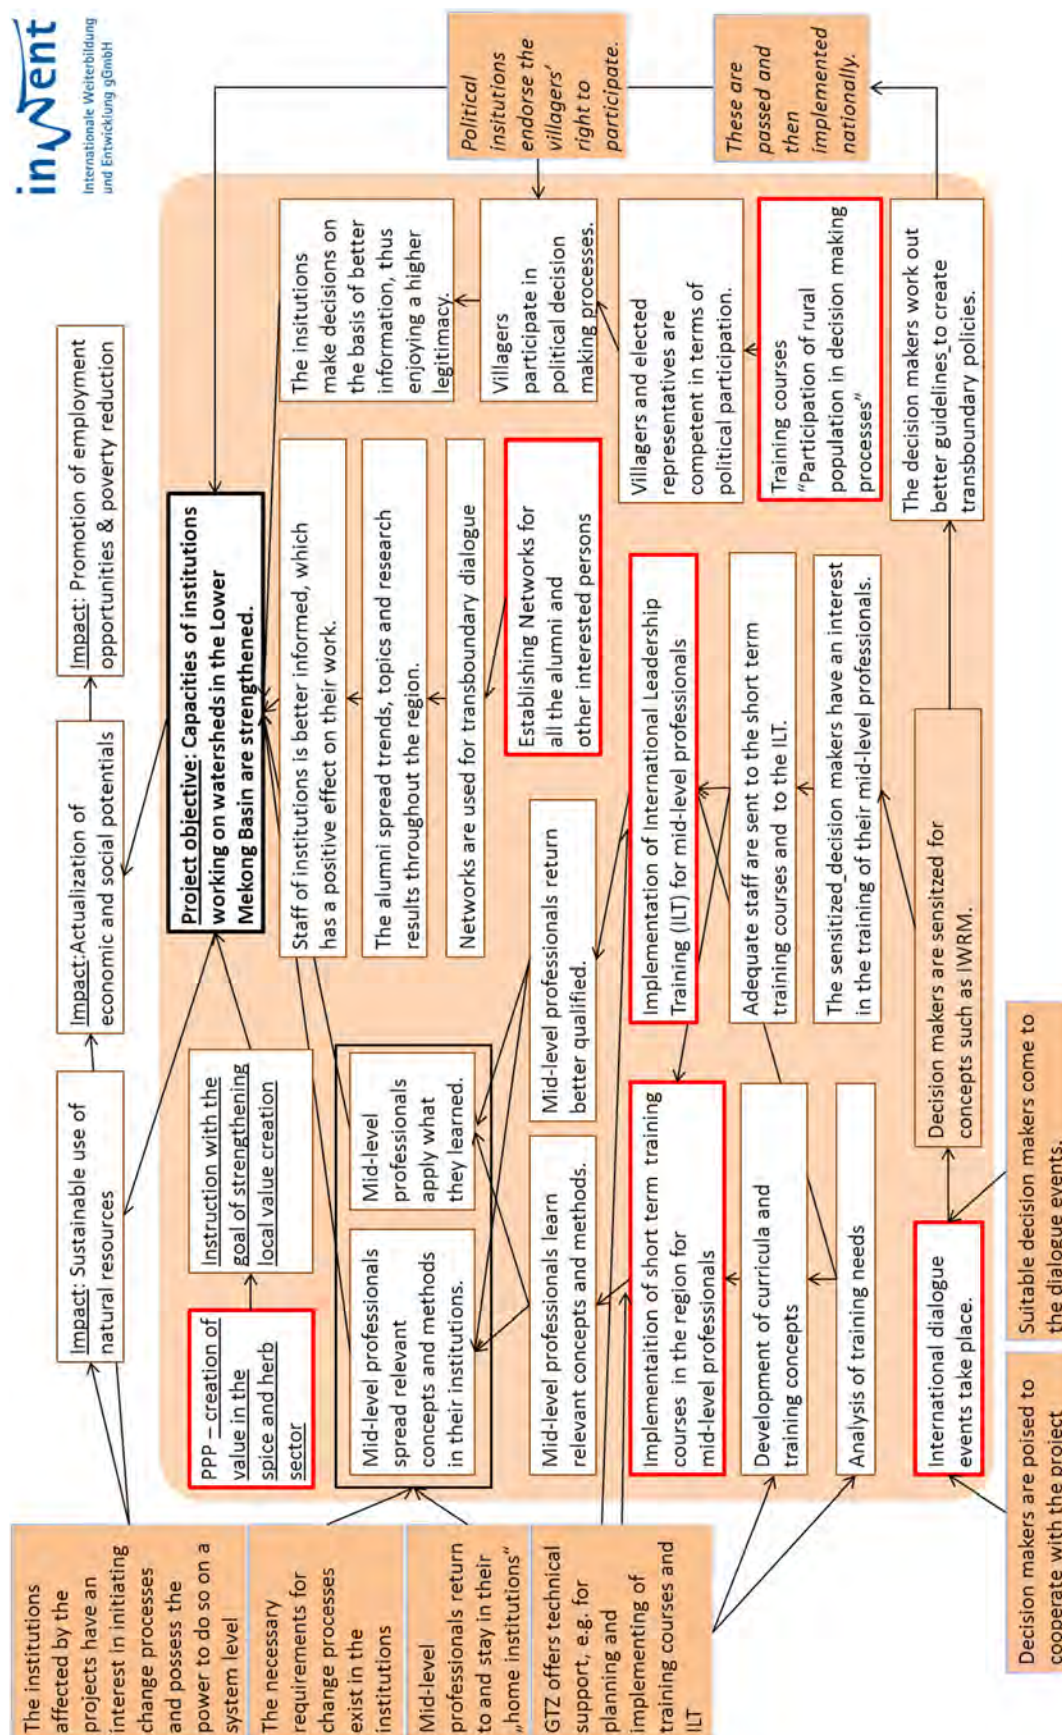 inwent
Internationale Weiterbildung
und Entwicklung gGmbH
The institutions
affected by the
projects have an
interest in initiating
change processes
and possess the
power to do so on a
system level
The necessary
requirements for
change processes
exist in the
institutions
Mid-level
professionals return
to and stay in their
„home institutions”
GTZ offers technical
support, e.g. for
planning and
implementing of
training courses and
ILT
Impact: Sustainable use of
natural resources
Impact:Actualization of
economic and social potentials
Impact: Promotion of employment
opportunities & poverty reduction
PPP – creation of
value in the
spice and herb
sector
Instruction with the
goal of strengthening
local value creation
Project objective: Capacities of institutions
working on watersheds in the Lower
Mekong Basin are strengthened.
Mid-level professionals
spread relevant
concepts and methods
in their institutions.
Mid-level
professionals
apply what
they learned.
Staff of institutions is better informed, which
has a positive effect on their work.
The alumni spread trends, topics and research
results throughout the region.
Networks are used for transboundary dialogue
Establishing Networks for
all the alumni and
other interested persons
The insitutions
make decisions on
the basis of better
information, thus
enjoying a higher
legitimacy.
Villagers
participate in
political decision
making processes.
Villagers and elected
representatives are
competent in terms of
political participation.
Training courses
“Participation of rural
population in decision making
processes”
Political
insitutions
endorse the
villagers’
right to
participate.
These are
passed and
then
implemented
nationally.
Mid-level professionals learn
relevant concepts and methods.
Mid-level professionals return
better qualified.
Implementaition of short term training
courses in the region for
mid-level professionals
Implementation of International Leadership
Training (ILT) for mid-level professionals
Development of curricula and
training concepts
Adequate staff are sent to the short term
training courses and to the ILT.
Analysis of training needs
The sensitized decision makers have an interest
in the training of their mid-level professionals.
International dialogue
events take place.
Decision makers are sensitzed for
concepts such as IWRM.
The decision makers work out
better guidelines to create
transboundary policies.
Decision makers are poised to
cooperate with the project
Suitable decision makers come to
the dialogue events.